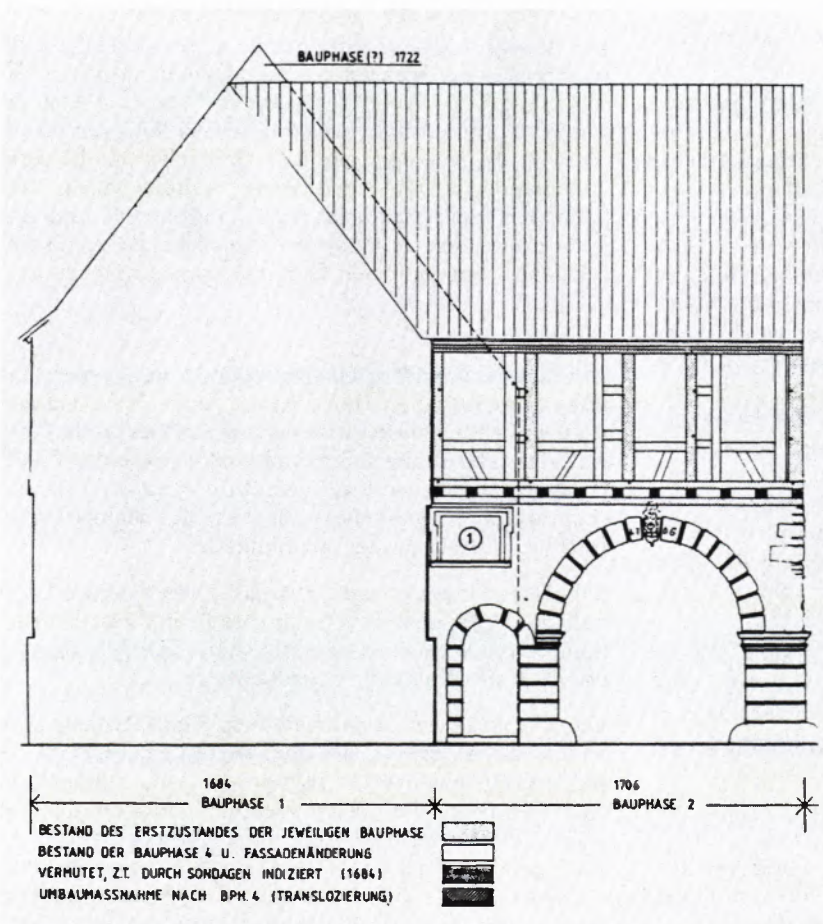 BAUPHASE(?) 1722
1
1684
BAUPHASE 1
1706
BAUPHASE 2
BESTAND DES ERSTZUSTANDES DER JEWEILIGEN BAUPHASE
BESTAND DER BAUPHASE 4 U. FASSADENÄNDERUNG
VERMUTET, Z.T. DURCH SONDAGEN INDIZIERT (1684)
UMBAUMASSNAHME NACH BPH. 4 (TRANSLOZIERUNG)